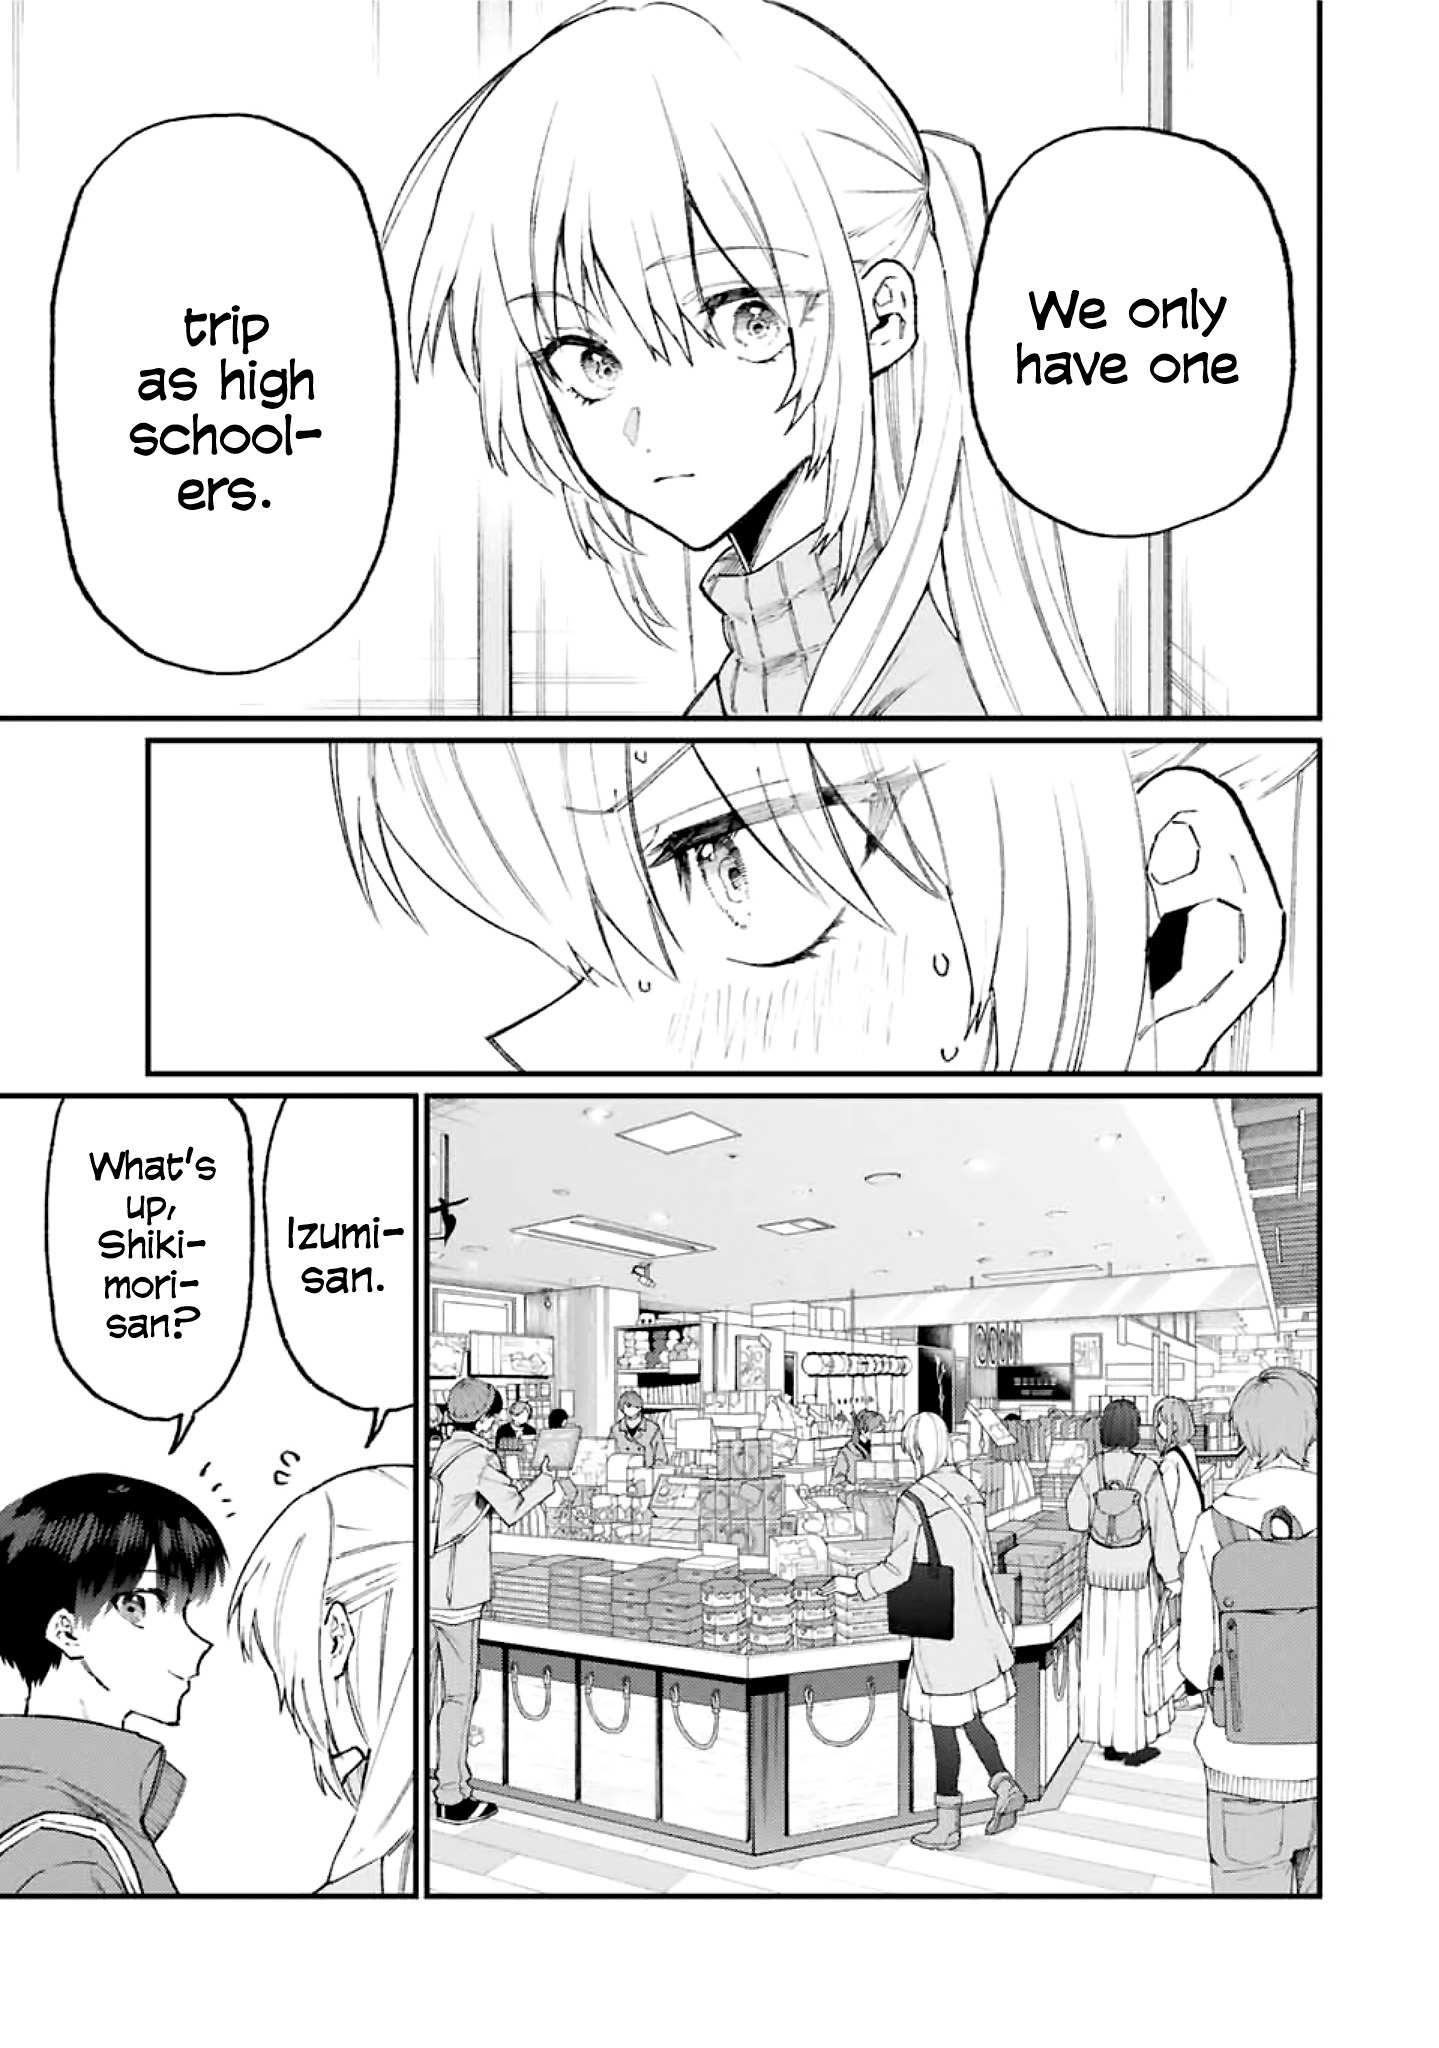 We only
have one
trip
as high
school-
ers.
Izumi-
san.
What's
up,
Shiki-
mori-
san?